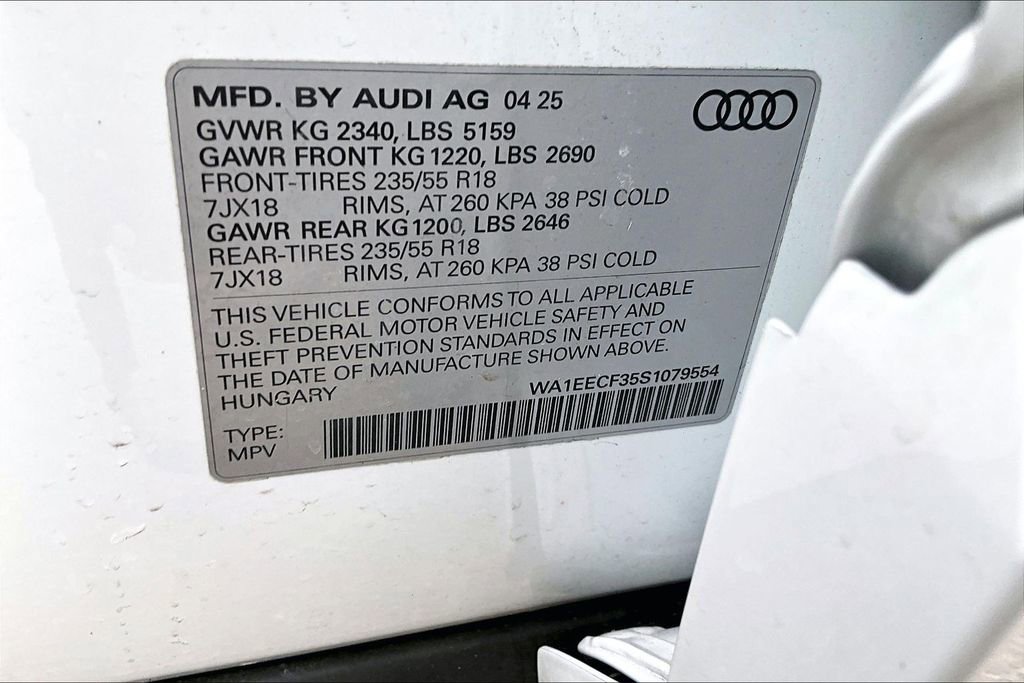 MFD. BY AUDI AG 04 25
GVWR KG 2340, LBS 5159
GAWR FRONT KG 1220, LBS 2690
FRONT-TIRES 235/55 R18
7JX18 RIMS, AT 260 KPA 38 PSI COLD
GAWR REAR KG 1200, LBS 2646
REAR-TIRES 235/55 R18
7JX18 RIMS, AT 260 KPA 38 PSI COLD
THIS VEHICLE CONFORMS TO ALL APPLICABLE
U.S. FEDERAL MOTOR VEHICLE SAFETY AND
THEFT PREVENTION STANDARDS IN EFFECT ON
THE DATE OF MANUFACTURE SHOWN ABOVE.
HUNGARY WA1EECF35S1079554
TYPE:
MPV